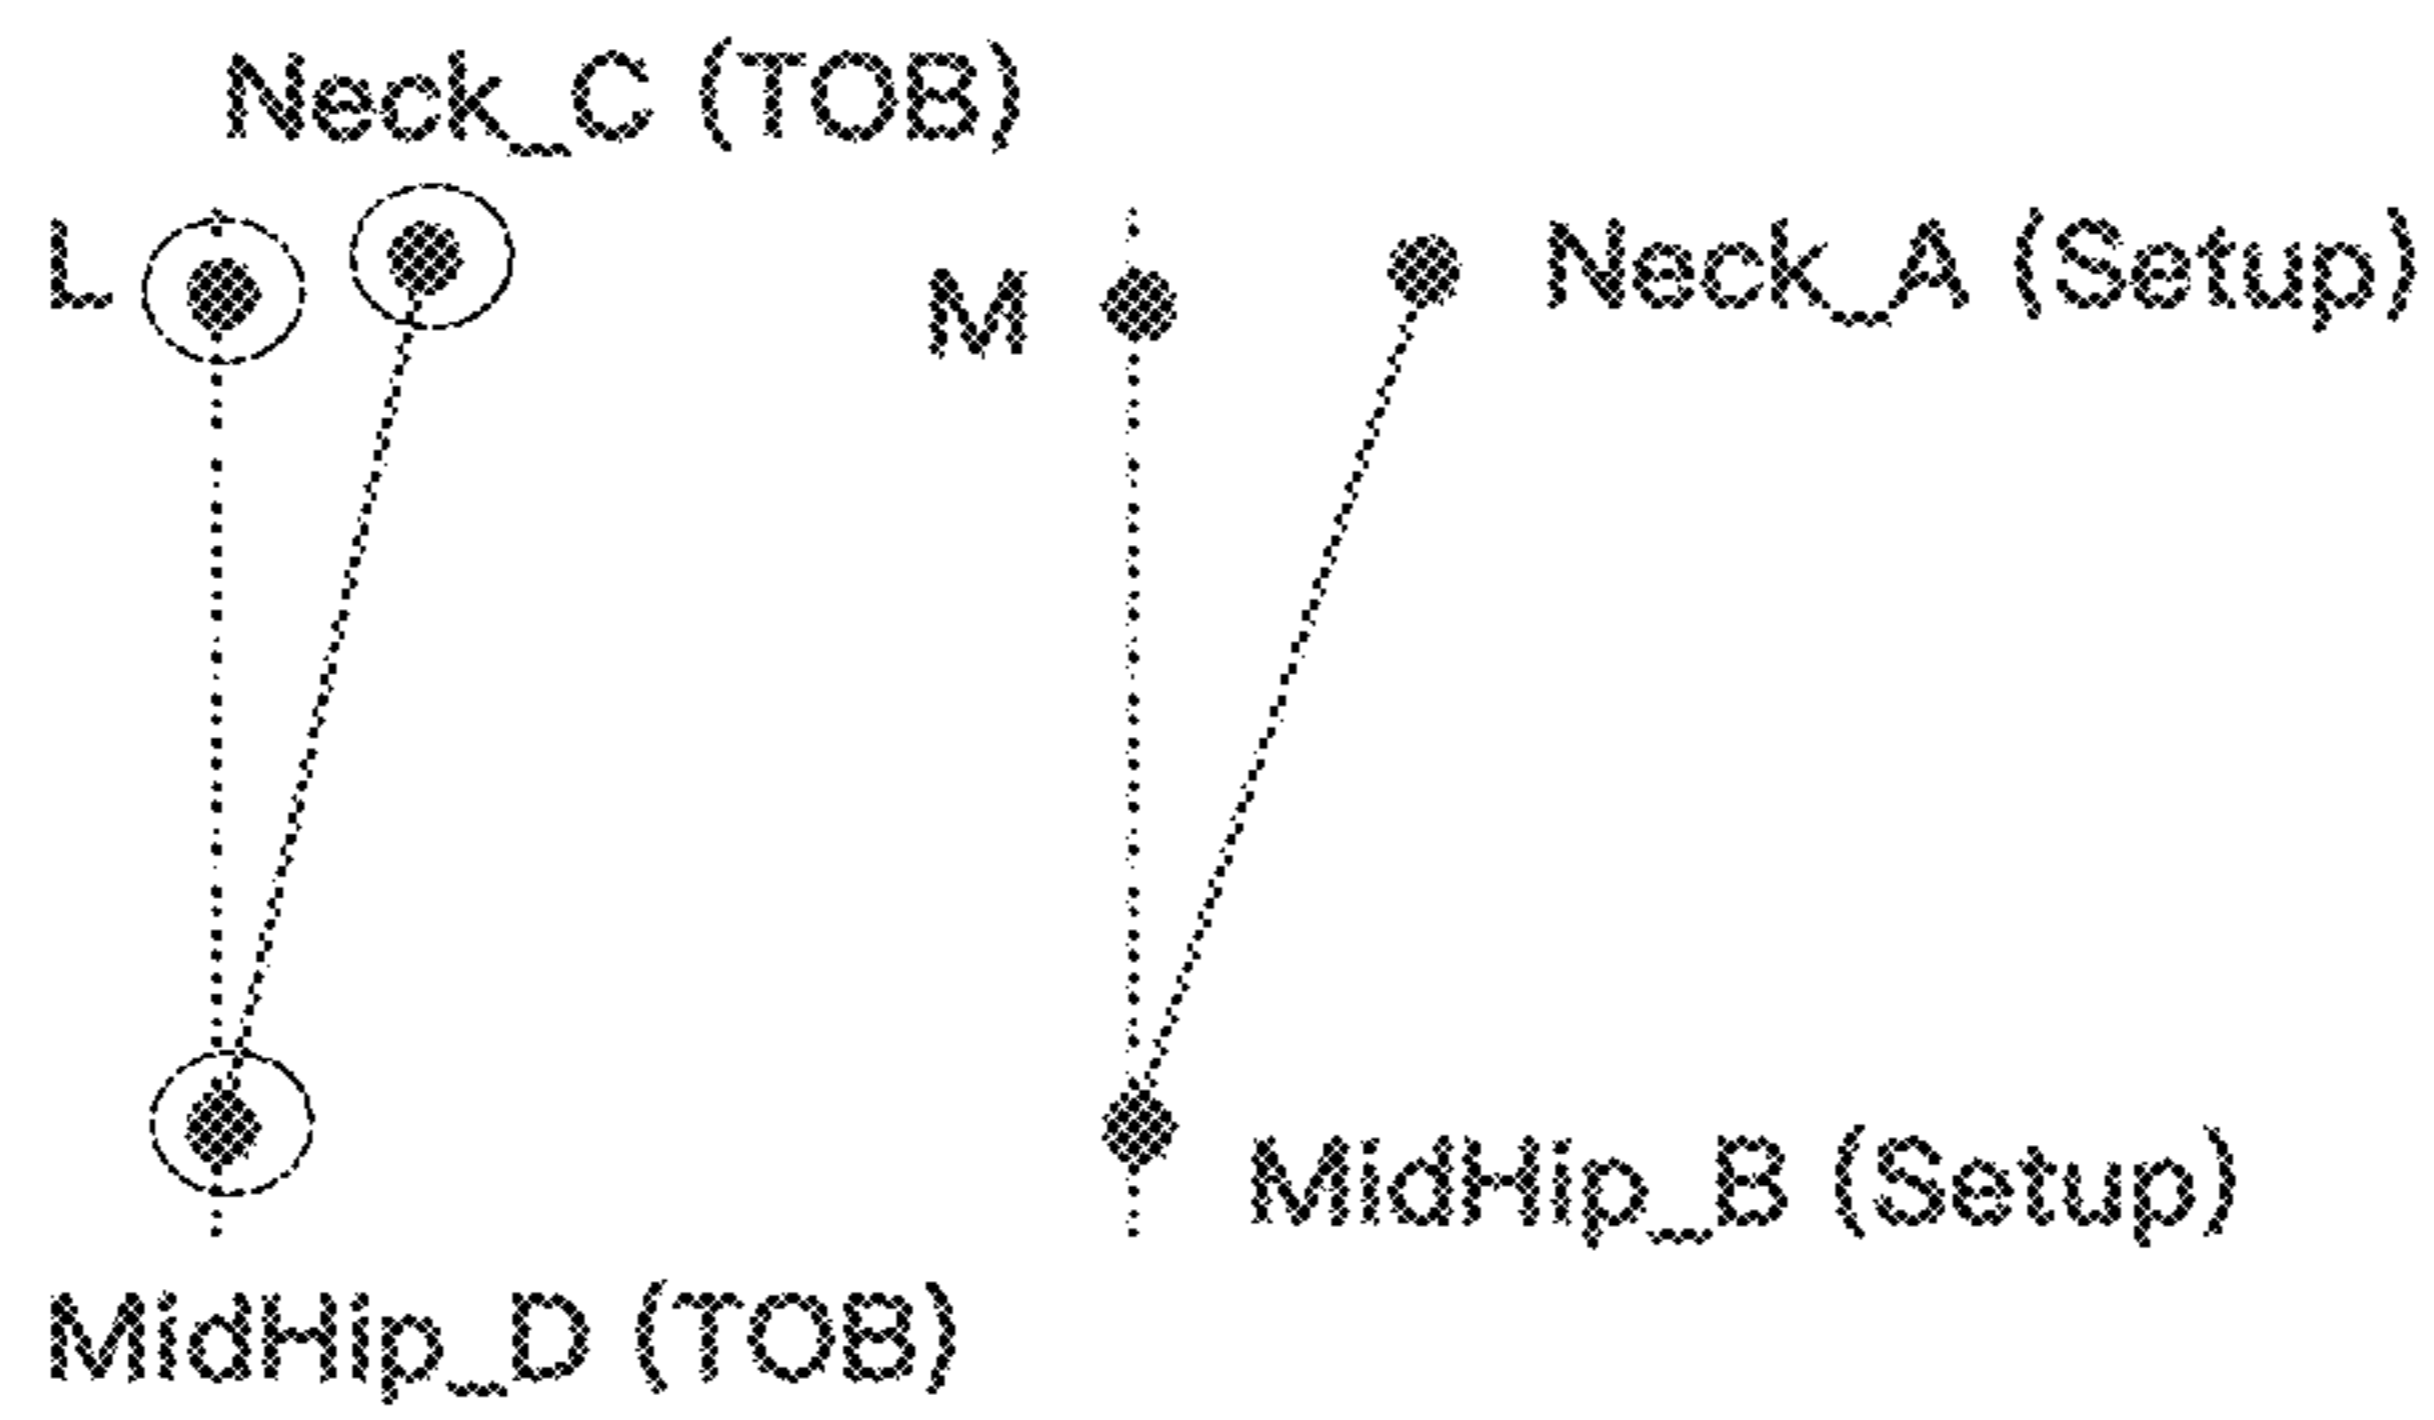 Neck_C (TOB)
L
M
Neck_A (Setup)
MidHip_B (Setup)
MidHip_D (TOB)